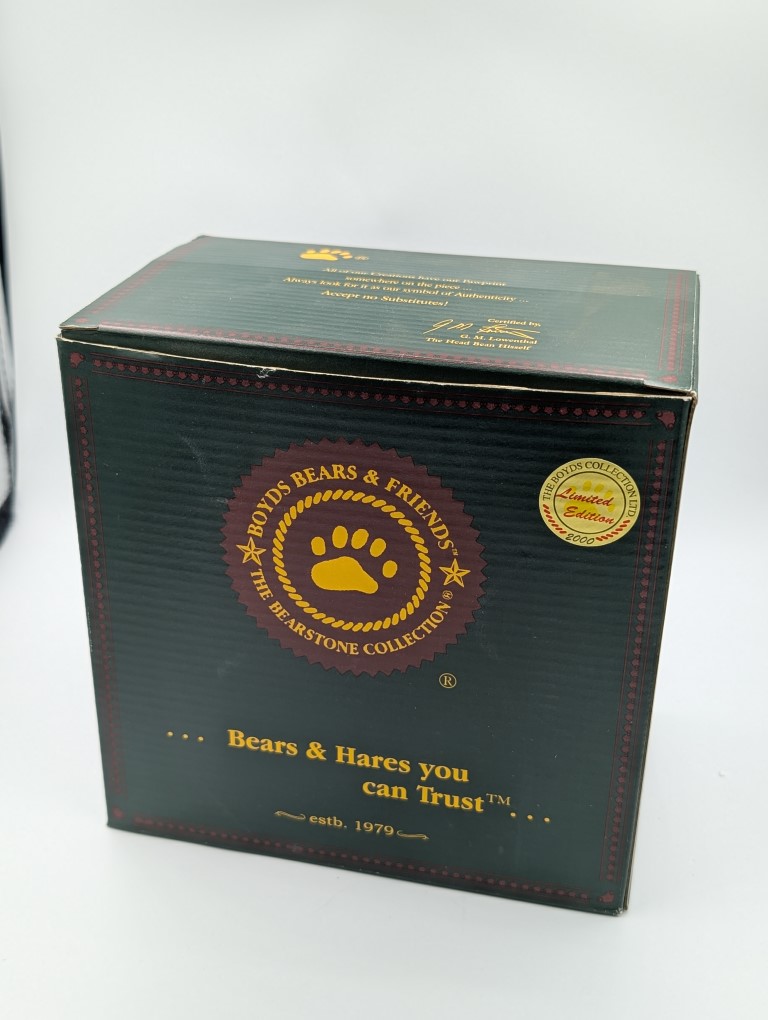 ®
All of our Creations have our Pawprint
somewhere on the piece ...
Always look for it as our symbol of Authenticity ...
Accept no Substitutes!
Certified by,
G. M. Lowenthal
The Head Bean Hisself
BOYDS BEARS & FRIENDS™
THE BEARSTONE COLLECTION®
®
THE BOYDS COLLECTION LTD
Limited
Edition
2000
... Bears & Hares you
can Trust™...
estb. 1979